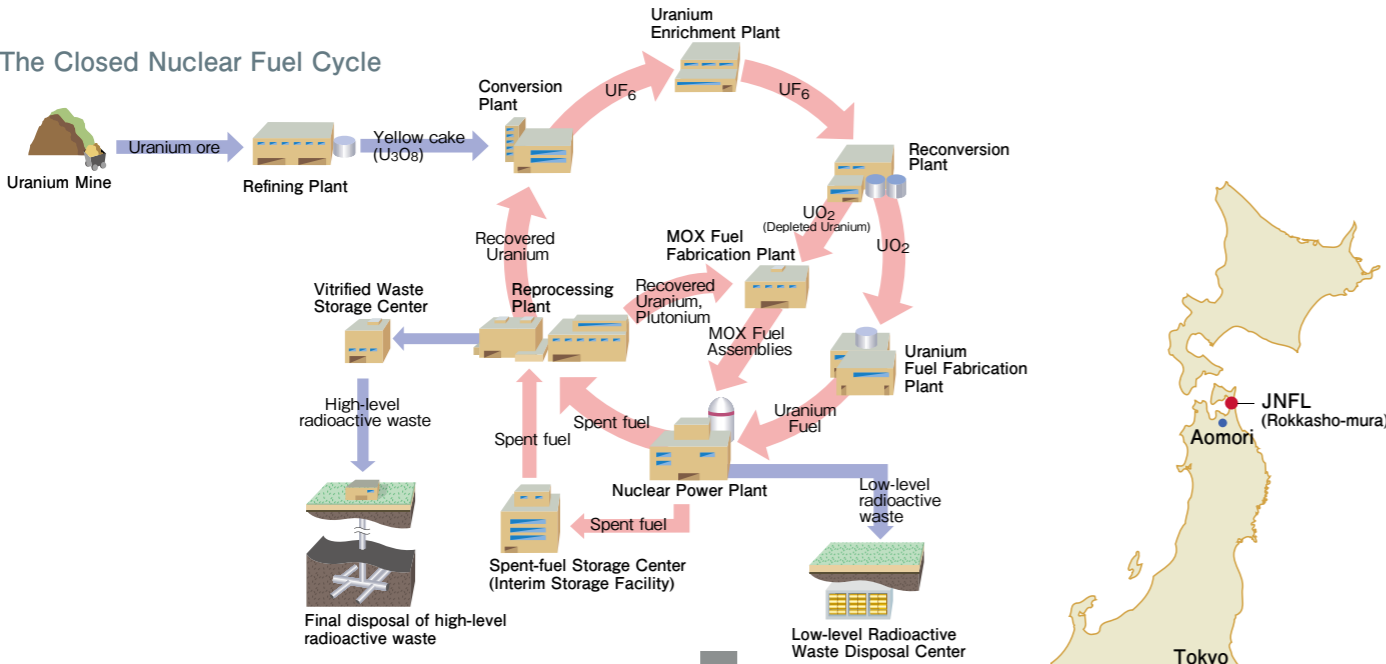 The Closed Nuclear Fuel Cycle
Uranium
Enrichment Plant
Conversion
Plant
UF6
UF6
Uranium ore
Yellow cake
(U3O8)
Uranium Mine
Refining Plant
Reconversion
Plant
UO2
(Depleted Uranium)
UO2
MOX Fuel
Fabrication Plant
Recovered
Uranium
Vitrified Waste
Storage Center
Reprocessing
Plant
Recovered
Uranium,
Plutonium
MOX Fuel
Assemblies
Uranium
Fuel Fabrication
Plant
High-level
radioactive waste
Spent fuel
Spent fuel
Uranium
Fuel
Nuclear Power Plant
Low-level
radioactive
waste
Spent fuel
Spent-fuel Storage Center
(Interim Storage Facility)
Final disposal of high-level
radioactive waste
Low-level Radioactive
Waste Disposal Center
JNFL
(Rokkasho-mura)
Aomori
Tokyo